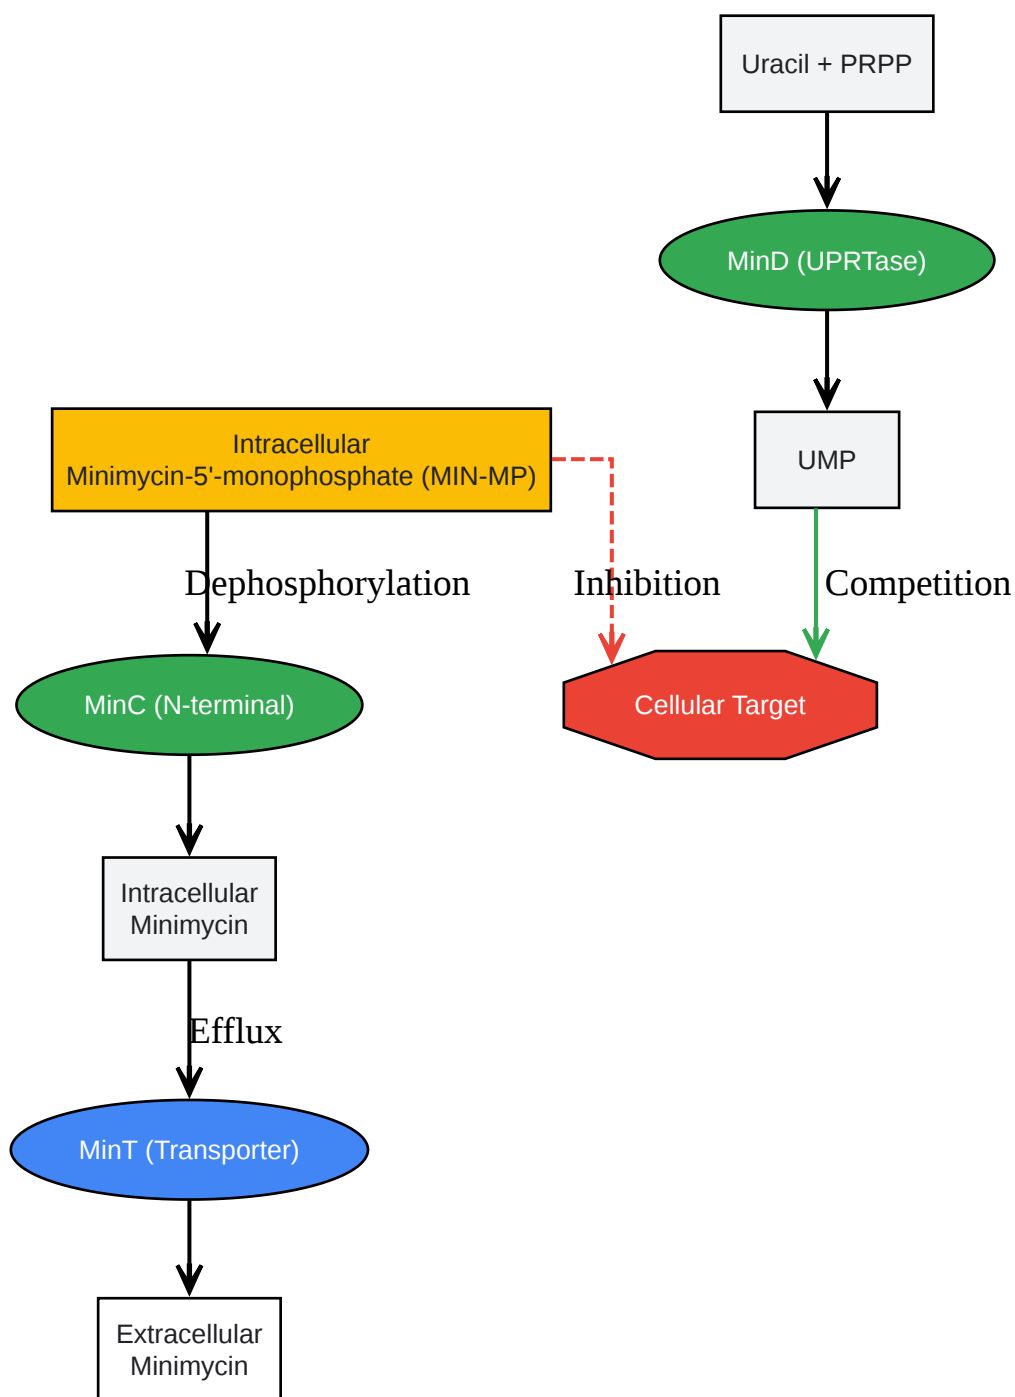 Uracil + PRPP
MinD (UPRTase)
Intracellular
Minimycin-5'-monophosphate (MIN-MP)
UMP
Dephosphorylation
Inhibition
Competition
MinC (N-terminal)
Cellular Target
Intracellular
Minimycin
Efflux
MinT (Transporter)
Extracellular
Minimycin